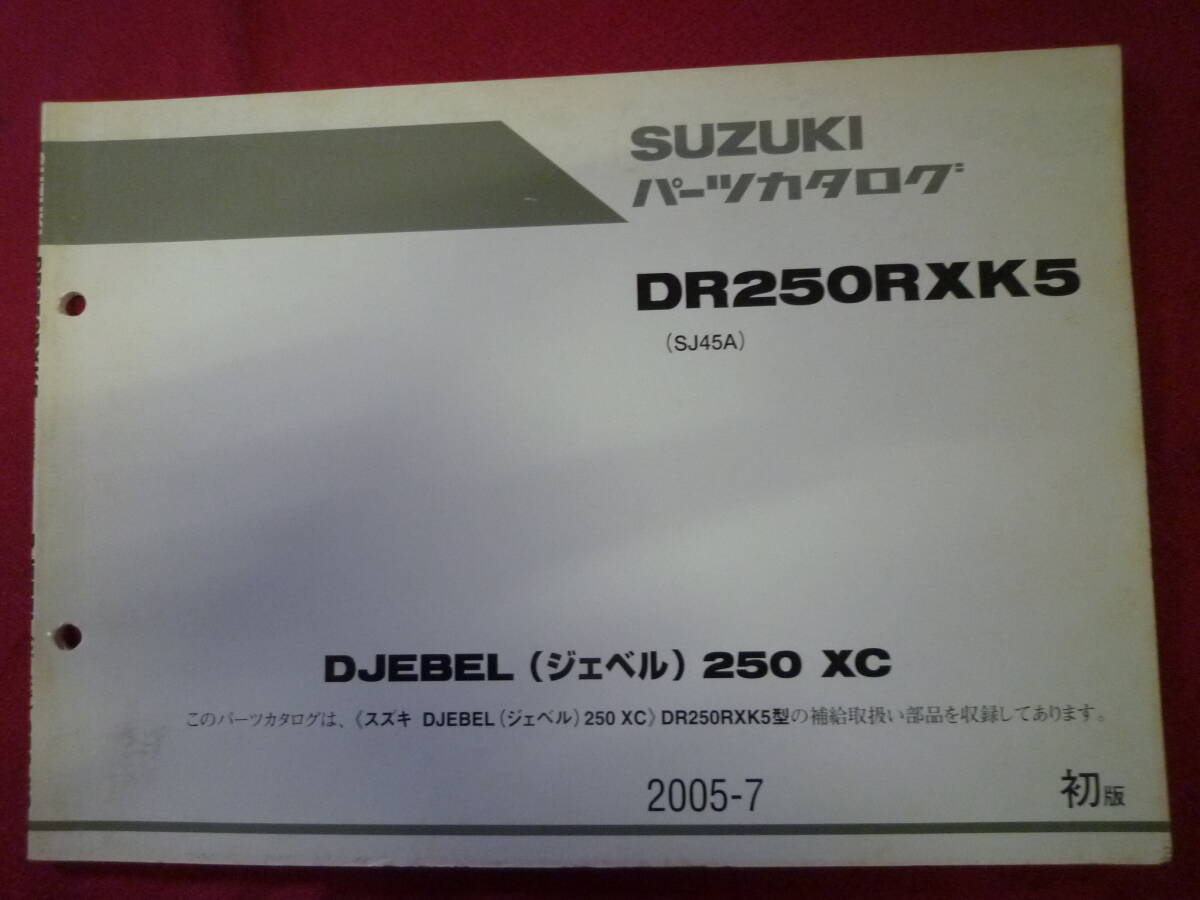 SUZUKI
パーツカタログ
DR250RXK5
(SJ45A)
DJEBEL (ジェベル) 250 XC
このパーツカタログは、《スズキ DJEBEL (ジェベル) 250 XC》DR250RXK5型の補給取扱い部品を収録してあります。
2005-7 初版